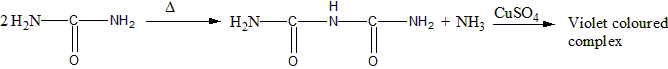 2 H₂N—C—NH₂ Δ H₂N—C—N—C—NH₂ + NH₃ CuSO₄ Violet coloured
H
O O O
complex